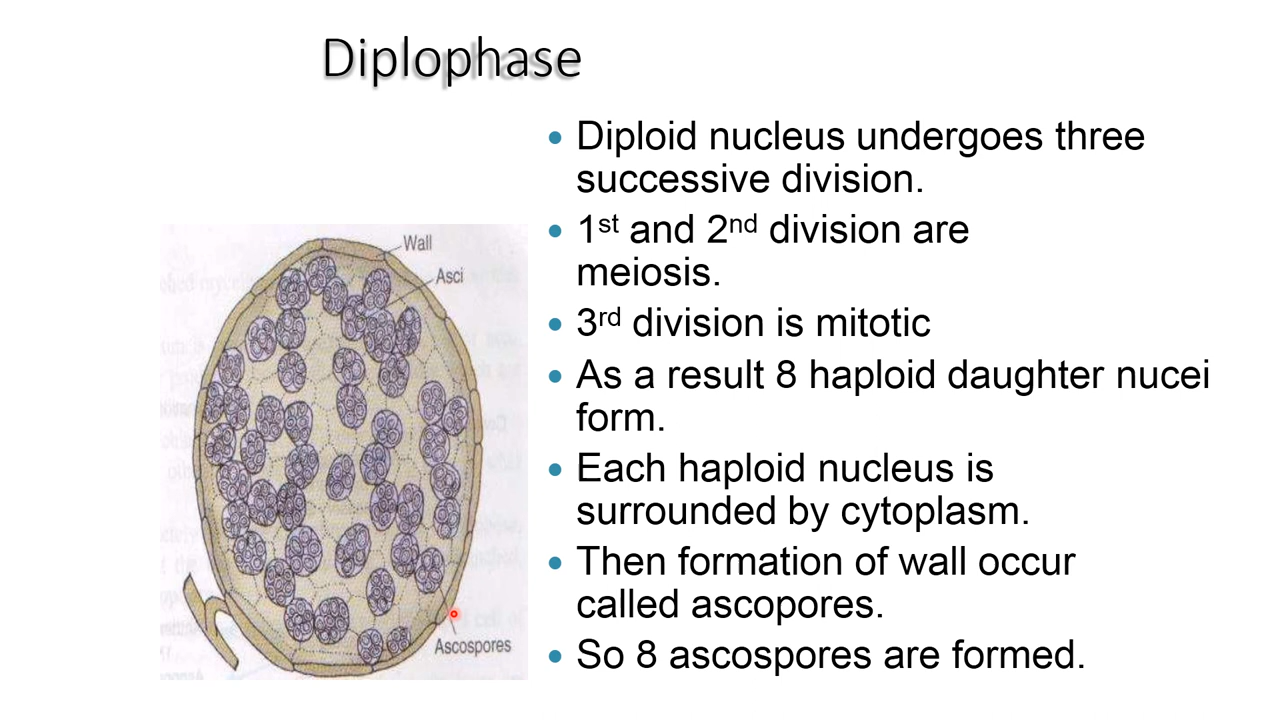 Diplophase
• Diploid nucleus undergoes three
successive division.
• 1st and 2nd division are
meiosis.
• 3rd division is mitotic
• As a result 8 haploid daughter nucei
form.
• Each haploid nucleus is
surrounded by cytoplasm.
• Then formation of wall occur
called ascopores.
• So 8 ascospores are formed.
Wall
Asci
Ascospores